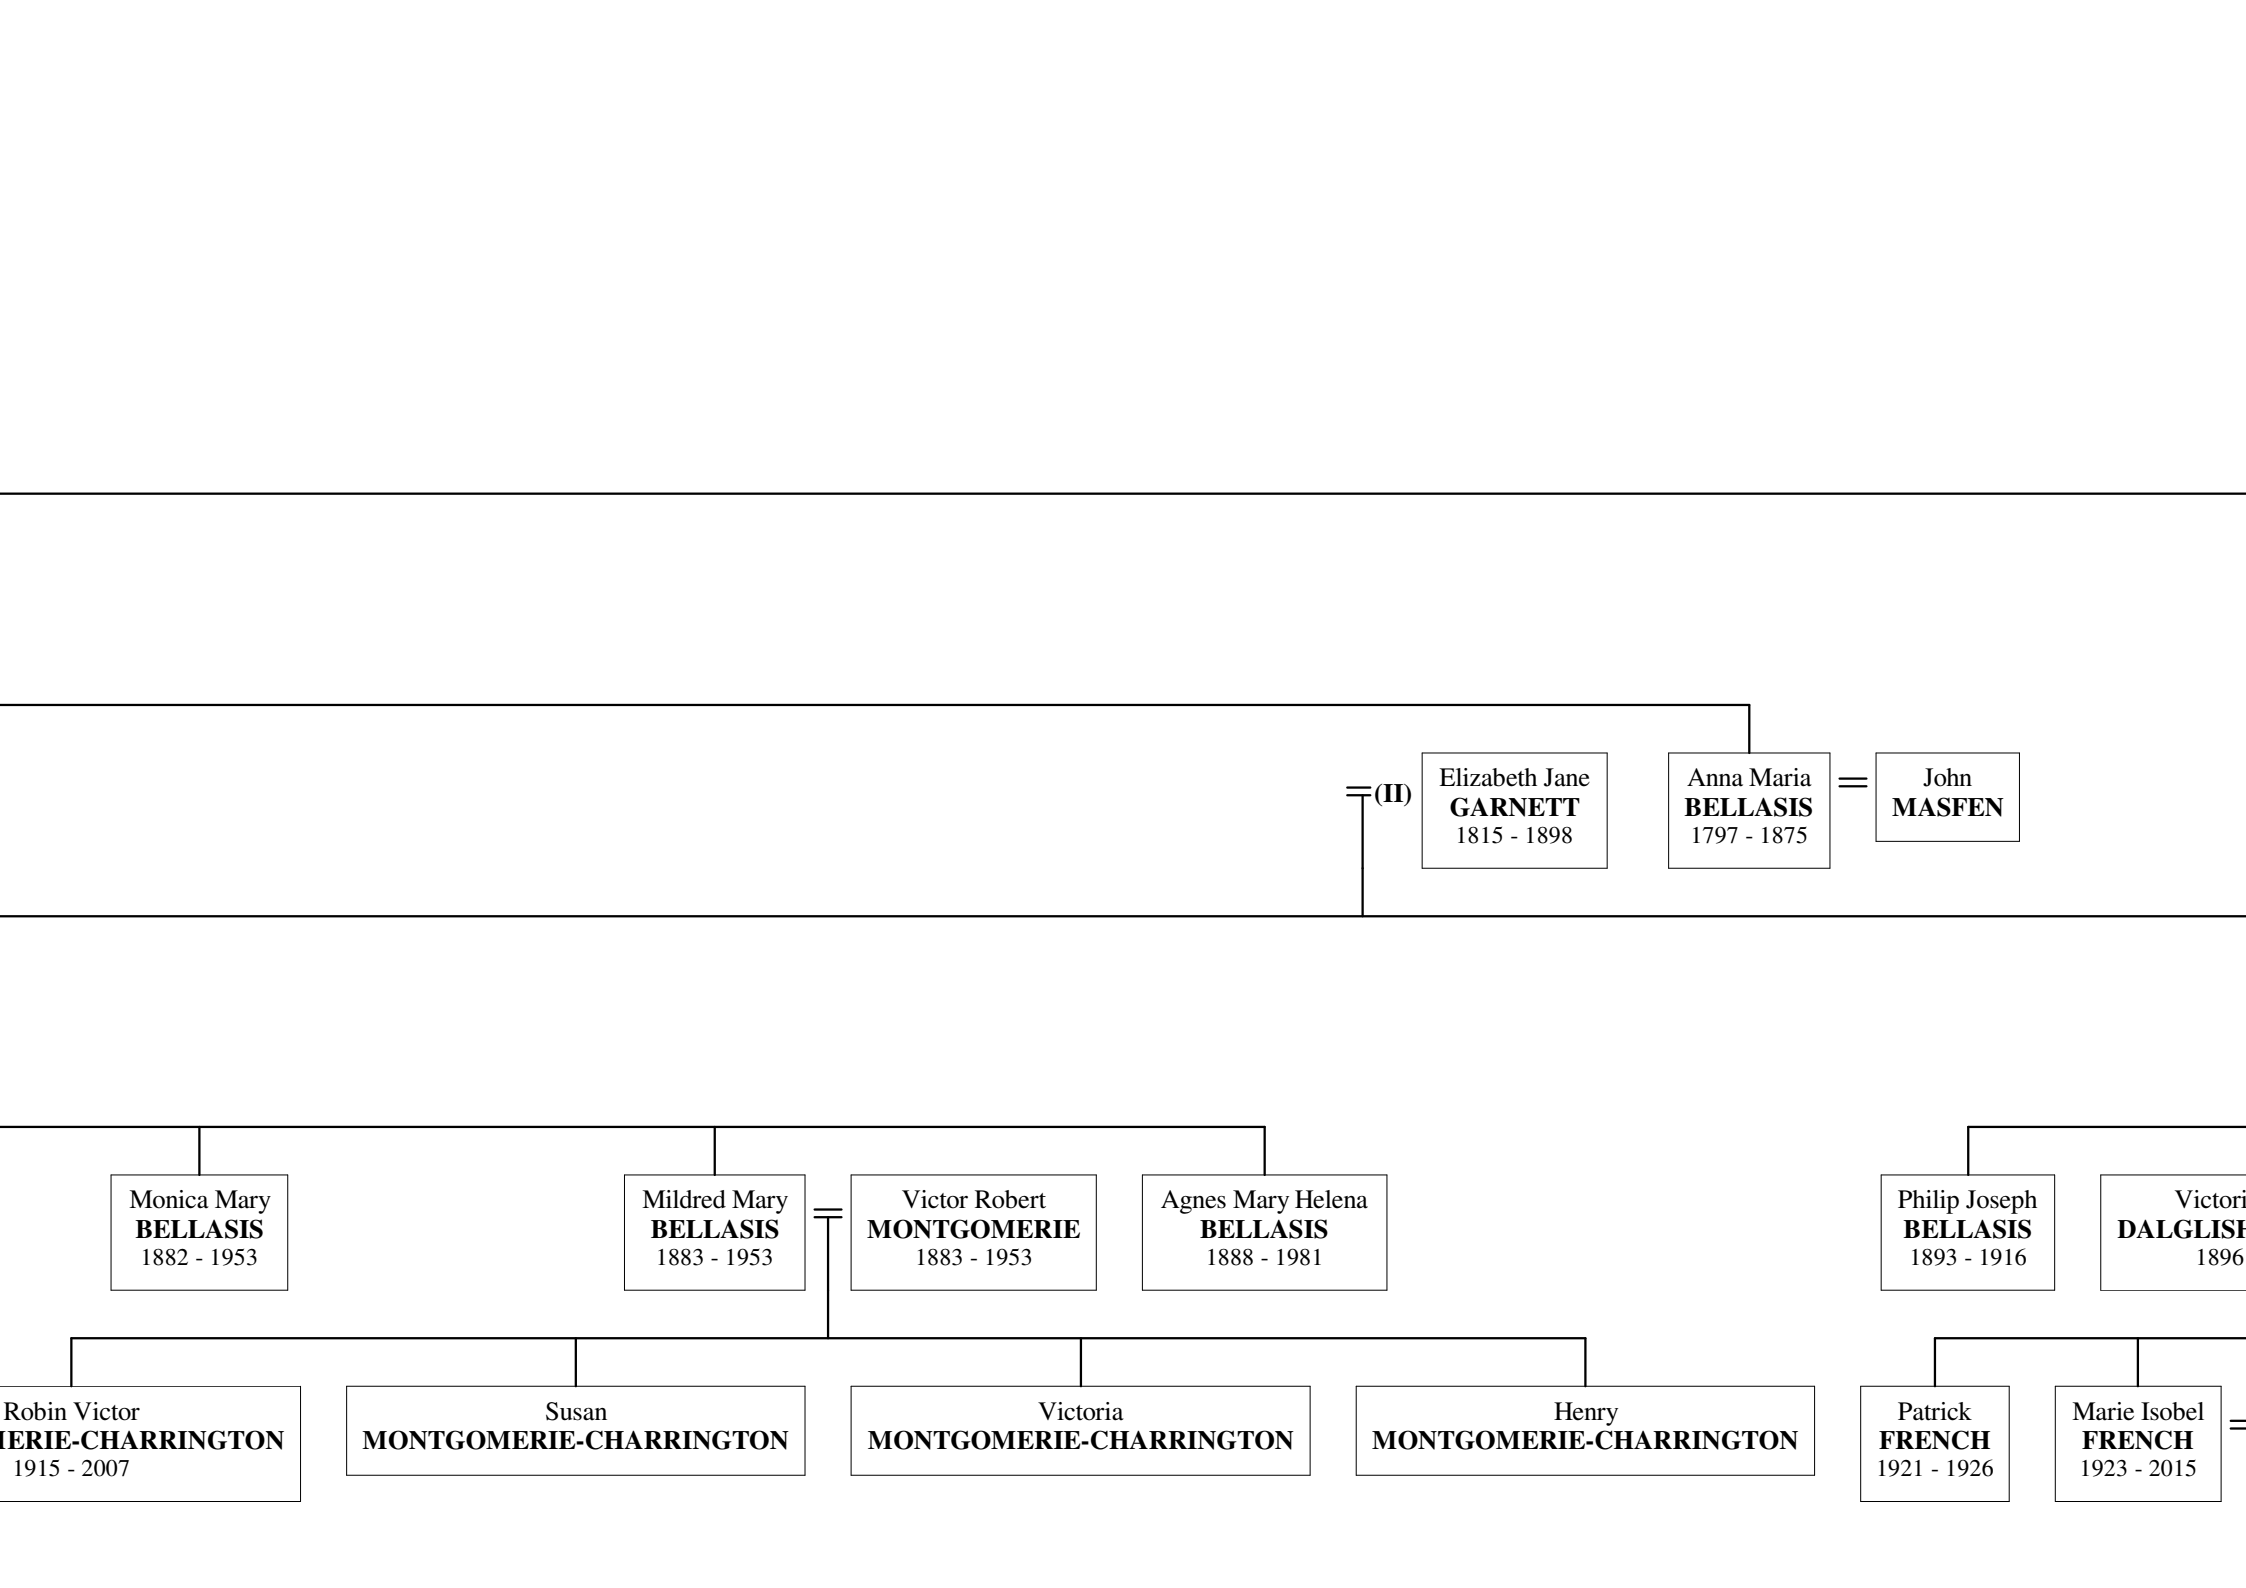 (II)
Elizabeth Jane
GARNETT
1815 - 1898
Anna Maria
BELLASIS
1797 - 1875
John
MASFEN
Monica Mary
BELLASIS
1882 - 1953
Mildred Mary
BELLASIS
1883 - 1953
Victor Robert
MONTGOMERIE
1883 - 1953
Agnes Mary Helena
BELLASIS
1888 - 1981
Philip Joseph
BELLASIS
1893 - 1916
1896
Robin Victor
1915 - 2007
Susan
MONTGOMERIE-CHARRINGTON
Victoria
MONTGOMERIE-CHARRINGTON
Henry
MONTGOMERIE-CHARRINGTON
Patrick
FRENCH
1921 - 1926
Marie Isobel
FRENCH
1923 - 2015